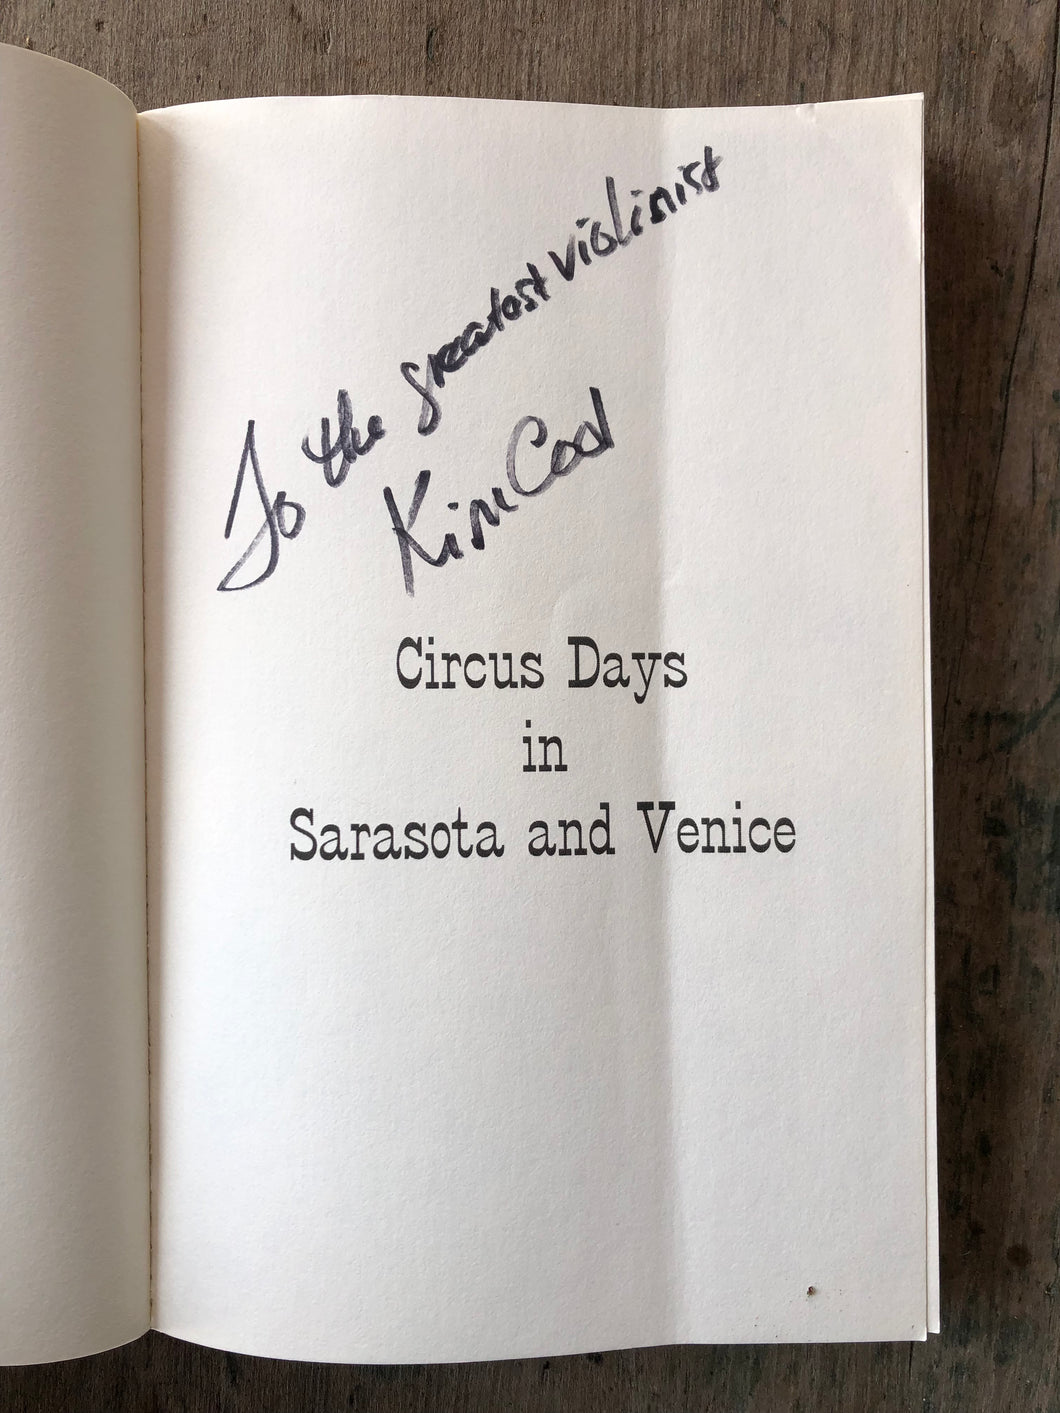 To the greatest violinist
Kim Cool
Circus Days
in
Sarasota and Venice